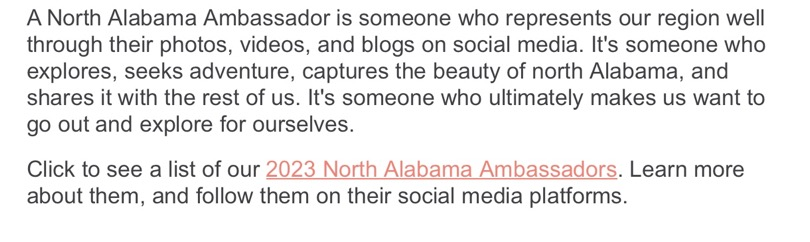 A North Alabama Ambassador is someone who represents our region well
through their photos, videos, and blogs on social media. It's someone who
explores, seeks adventure, captures the beauty of north Alabama, and
shares it with the rest of us. It's someone who ultimately makes us want to
go out and explore for ourselves.
Click to see a list of our 2023 North Alabama Ambassadors. Learn more
about them, and follow them on their social media platforms.